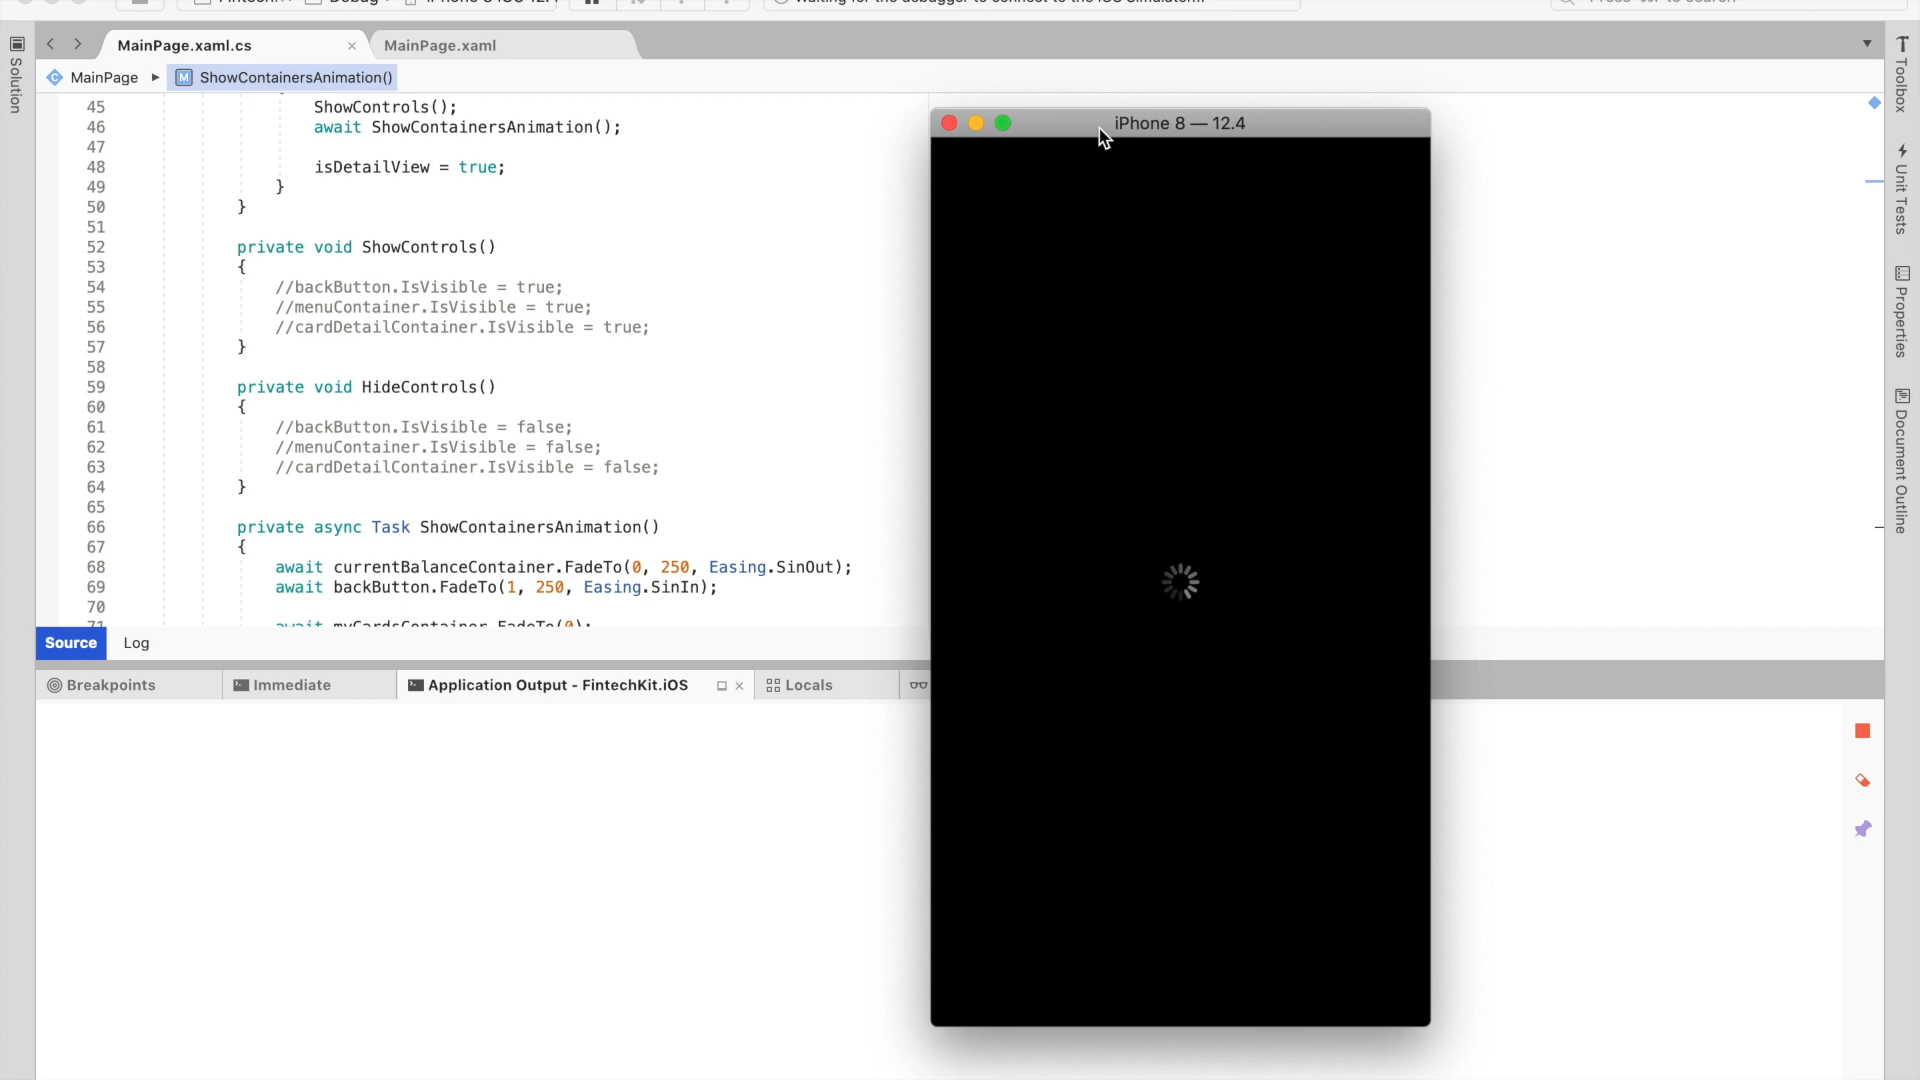 MainPage.xaml.cs
MainPage.xaml
Solution
MainPage
M ShowContainersAnimation()
45 ShowControls();
46 await ShowContainersAnimation();
47
48 isDetailView = true;
49 }
50 }
51
52 private void ShowControls()
53 {
54 //backButton.IsVisible = true;
55 //menuContainer.IsVisible = true;
56 //cardDetailContainer.IsVisible = true;
57 }
58
59 private void HideControls()
60 {
61 //backButton.IsVisible = false;
62 //menuContainer.IsVisible = false;
63 //cardDetailContainer.IsVisible = false;
64 }
65
66 private async Task ShowContainersAnimation()
67 {
68 await currentBalanceContainer.FadeTo(0, 250, Easing.SinOut);
69 await backButton.FadeTo(1, 250, Easing.SinIn);
70
71 await myCardsContainer.FadeTo(0);
Source
Log
Breakpoints
Immediate
Application Output - FintechKit.iOS
Locals
iPhone 8 — 12.4
Toolbox
Unit Tests
Properties
Document Outline